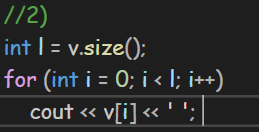 //2)
int l = v.size();
for (int i = 0; i < l; i++)
cout << v[i] << ' ';